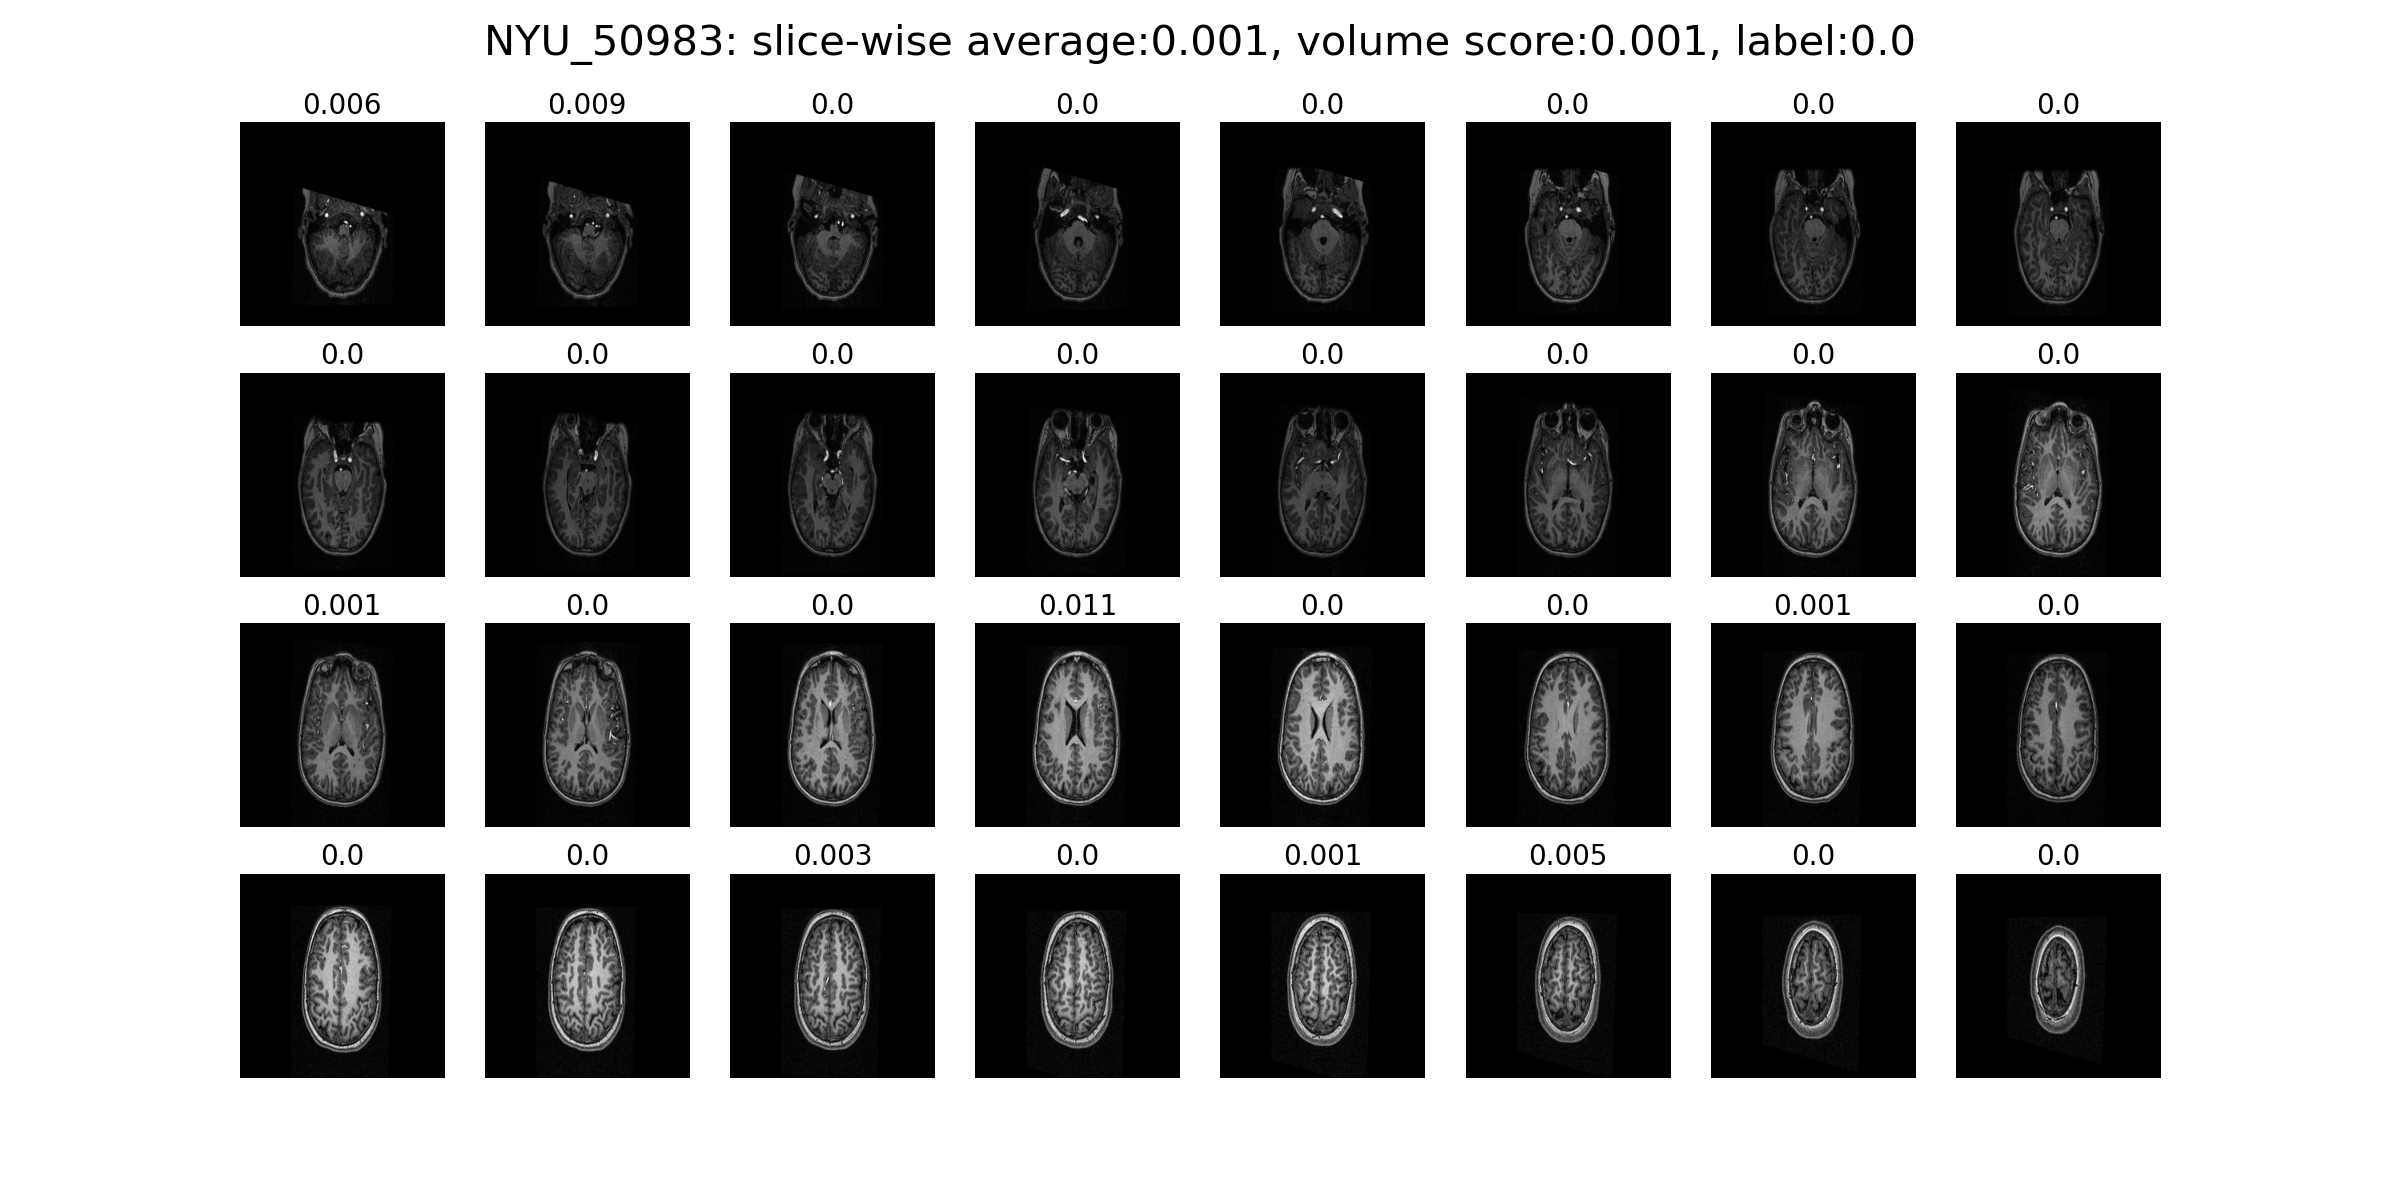 NYU_50983: slice-wise average:0.001, volume score:0.001, label:0.0
0.006 0.009 0.0 0.0 0.0 0.0 0.0 0.0
0.0 0.0 0.0 0.0 0.0 0.0 0.0 0.0
0.001 0.0 0.0 0.011 0.0 0.0 0.001 0.0
0.0 0.0 0.003 0.0 0.001 0.005 0.0 0.0